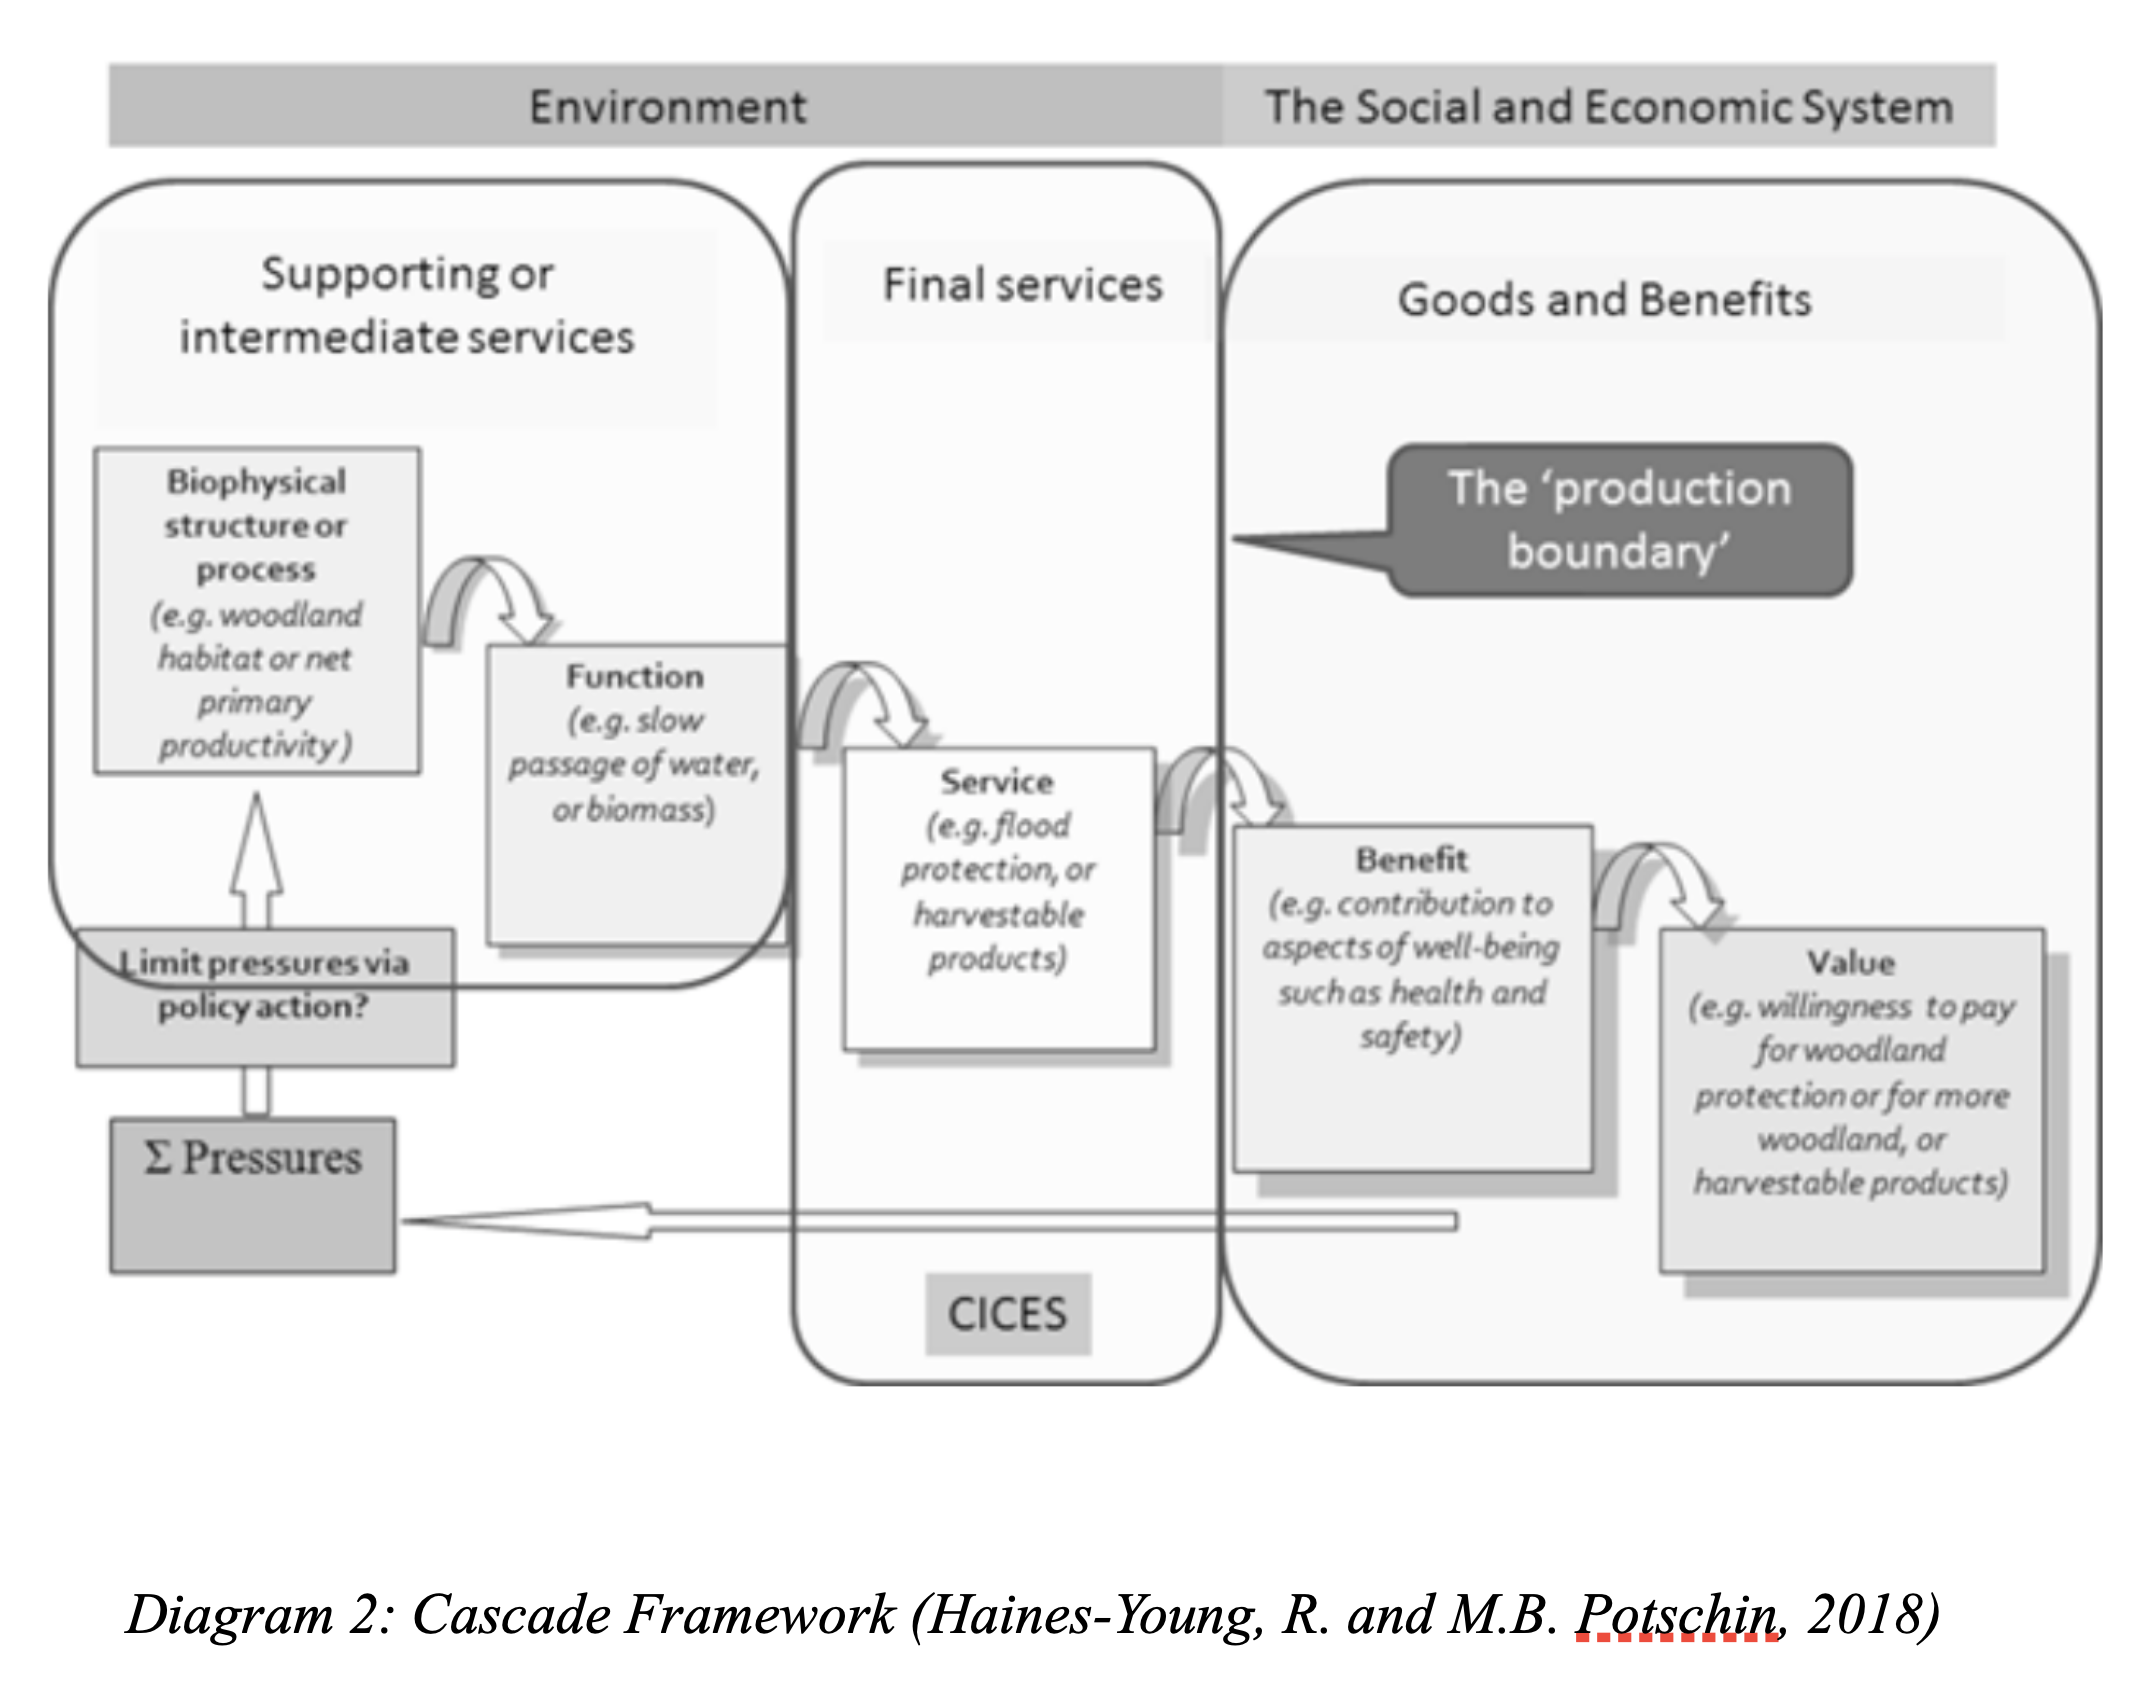 Environment
The Social and Economic System
Supporting or
intermediate services
Final services
Goods and Benefits
The ‘production
boundary’
Biophysical
structure or
process
(e.g. woodland
habitat or net
primary
productivity)
Function
(e.g. slow
passage of water,
or biomass)
Service
(e.g. flood
protection, or
harvestable
products)
Benefit
(e.g. contribution to
aspects of well-being
such as health and
safety)
Value
(e.g. willingness to pay
for woodland
protection or for more
woodland, or
harvestable products)
Limit pressures via
policy action?
Σ Pressures
CICES
Diagram 2: Cascade Framework (Haines-Young, R. and M.B. Potschin, 2018)